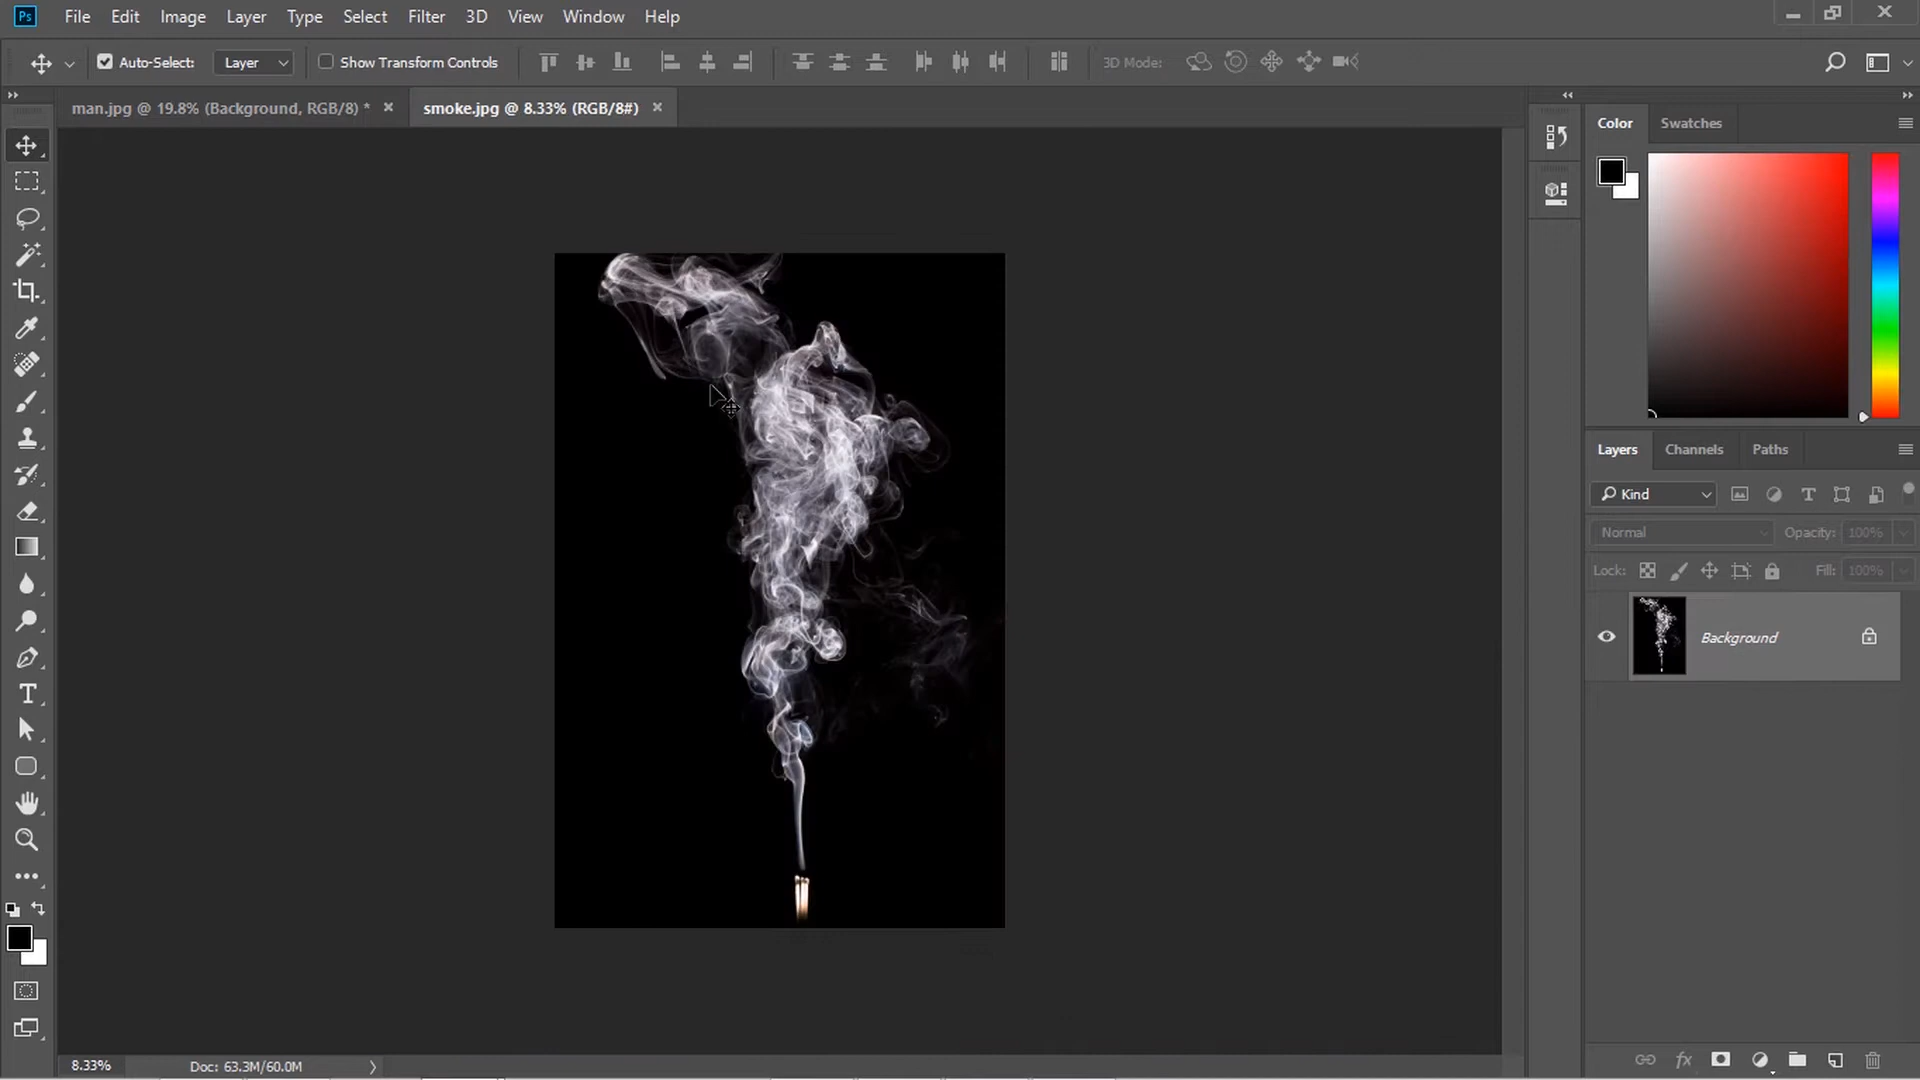 Ps File Edit Image Layer Type Select Filter 3D View Window Help
Auto-Select: Layer Show Transform Controls 3D Mode:
man.jpg @ 19.8% (Background, RGB/8) * smoke.jpg @ 8.33% (RGB/8#)
Color Swatches
Layers Channels Paths
Kind
Normal Opacity: 100%
Lock: Fill: 100%
Background
fx
8.33% Doc: 63.3M/60.0M